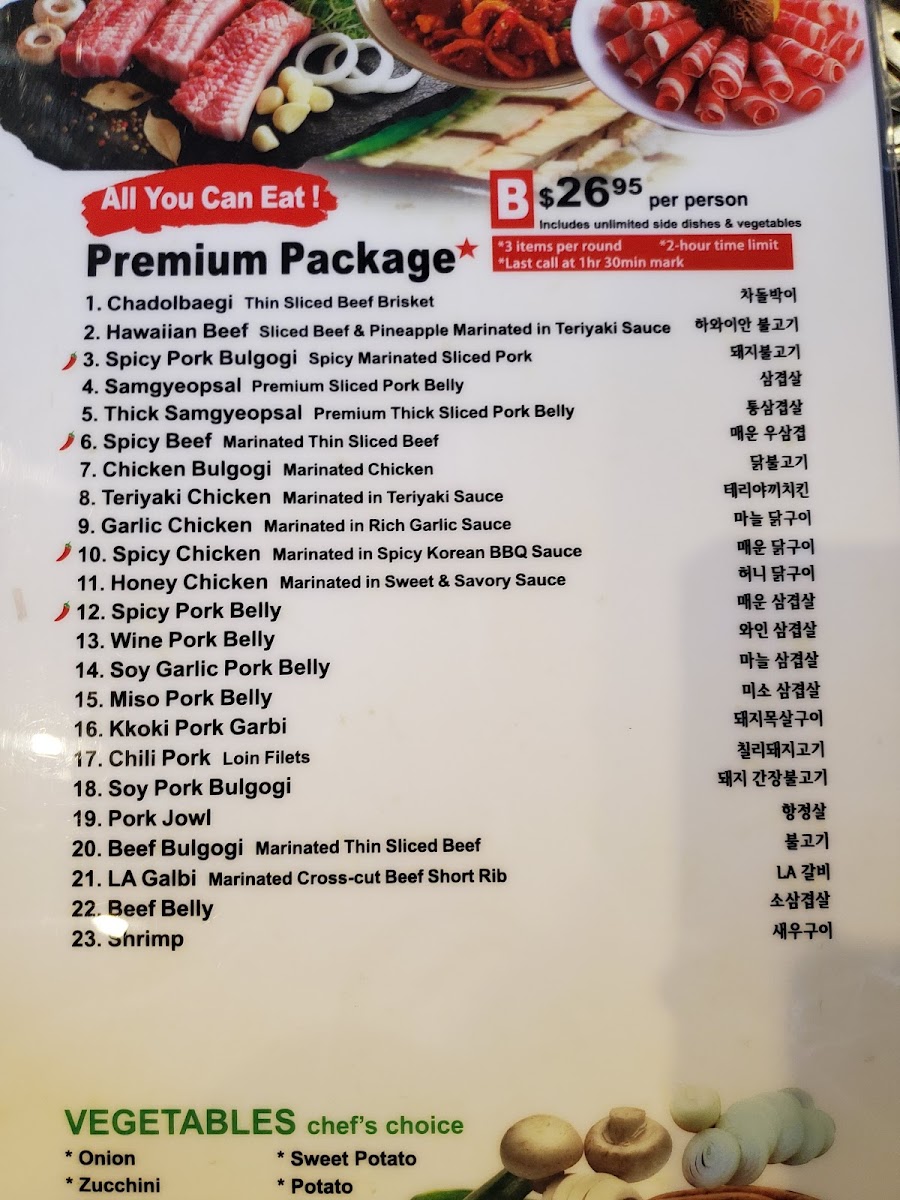 All You Can Eat !
B $26.95 per person
Includes unlimited side dishes & vegetables
*3 items per round *2-hour time limit
*Last call at 1hr 30min mark
Premium Package
1. Chadolbaegi Thin Sliced Beef Brisket 차돌박이
2. Hawaiian Beef Sliced Beef & Pineapple Marinated in Teriyaki Sauce 하와이안 불고기
3. Spicy Pork Bulgogi Spicy Marinated Sliced Pork 돼지불고기
4. Samgyeopsal Premium Sliced Pork Belly 삼겹살
5. Thick Samgyeopsal Premium Thick Sliced Pork Belly 통삼겹살
6. Spicy Beef Marinated Thin Sliced Beef 매운 우삼겹
7. Chicken Bulgogi Marinated Chicken 닭불고기
8. Teriyaki Chicken Marinated in Teriyaki Sauce 테리야끼치킨
9. Garlic Chicken Marinated in Rich Garlic Sauce 마늘 닭구이
10. Spicy Chicken Marinated in Spicy Korean BBQ Sauce 매운 닭구이
11. Honey Chicken Marinated in Sweet & Savory Sauce 허니 닭구이
12. Spicy Pork Belly 매운 삼겹살
13. Wine Pork Belly 와인 삼겹살
14. Soy Garlic Pork Belly 마늘 삼겹살
15. Miso Pork Belly 미소 삼겹살
16. Kkoki Pork Garbi 돼지목살구이
17. Chili Pork Loin Filets 칠리돼지고기
18. Soy Pork Bulgogi 돼지 간장불고기
19. Pork Jowl 항정살
20. Beef Bulgogi Marinated Thin Sliced Beef 불고기
21. LA Galbi Marinated Cross-cut Beef Short Rib LA 갈비
22. Beef Belly 소삼겹살
23. Shrimp 새우구이
VEGETABLES chef's choice
* Onion * Sweet Potato
* Zucchini * Potato